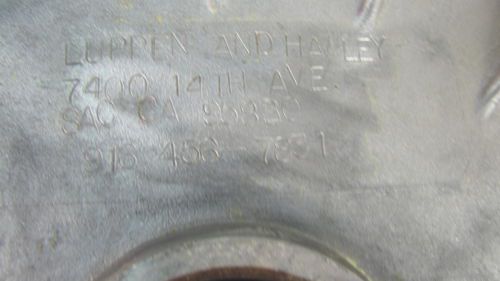 LUPPEN AND HAWLEY
7400 14TH AVE.
SAC CA 95820
916 456-7831